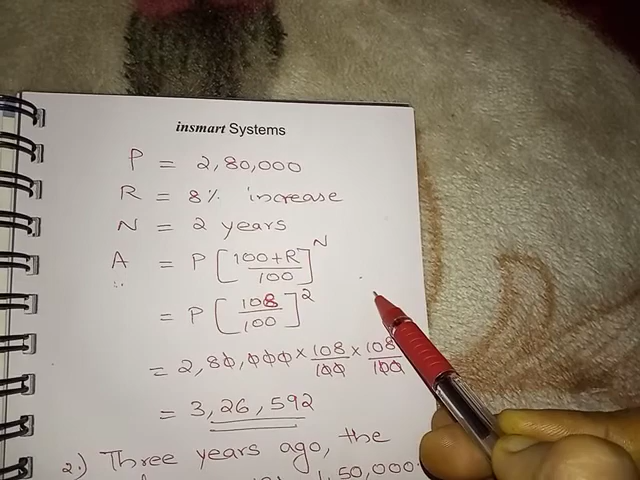 insmart Systems
P = 2,80,000
R = 8% increase
N = 2 years
A = P [100+R/100]^N
= P [108/100]^2
= 2,80,000 × 108/100 × 108/100
= 3,26,592
2.) Three years ago, the
1,50,000